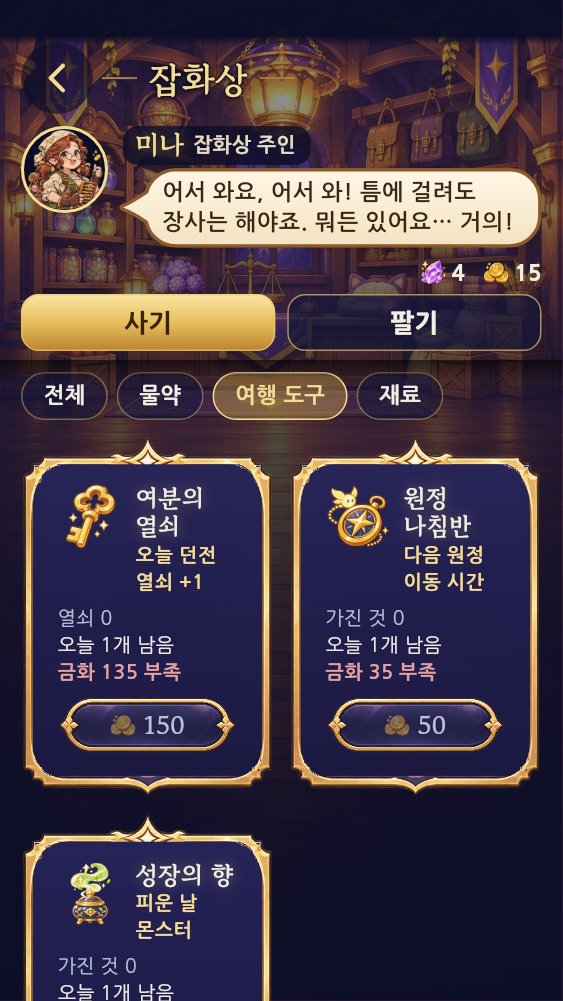 잡화상
미나 잡화상 주인
어서 와요, 어서 와! 틈에 걸려도
장사는 해야죠. 뭐든 있어요… 거의!
4 15
사기 팔기
전체 물약 여행 도구 재료
여분의
열쇠
오늘 던전
열쇠 +1
열쇠 0
오늘 1개 남음
금화 135 부족
150
원정
나침반
다음 원정
이동 시간
가진 것 0
오늘 1개 남음
금화 35 부족
50
성장의 향
피운 날
몬스터
가진 것 0
오늘 1개 남음